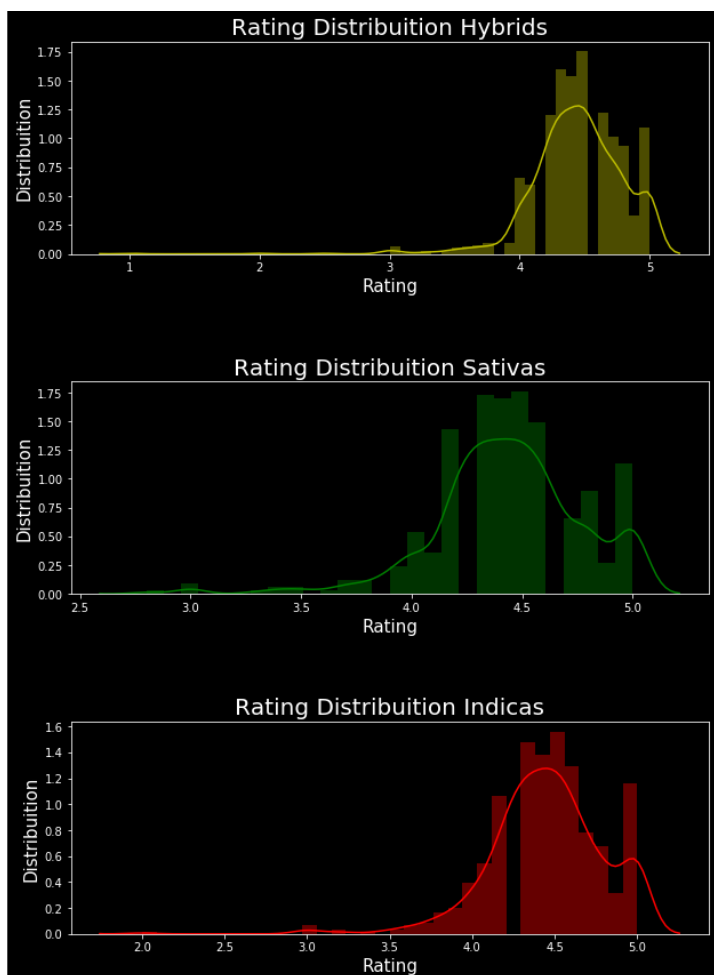 Rating Distribuition Hybrids
1.75
1.50
1.25
1.00
0.75
0.50
0.25
0.00
Distribuition
1 2 3 4 5
Rating
Rating Distribuition Sativas
1.75
1.50
1.25
1.00
0.75
0.50
0.25
0.00
Distribuition
2.5 3.0 3.5 4.0 4.5 5.0
Rating
Rating Distribuition Indicas
1.6
1.4
1.2
1.0
0.8
0.6
0.4
0.2
0.0
Distribuition
2.0 2.5 3.0 3.5 4.0 4.5 5.0
Rating